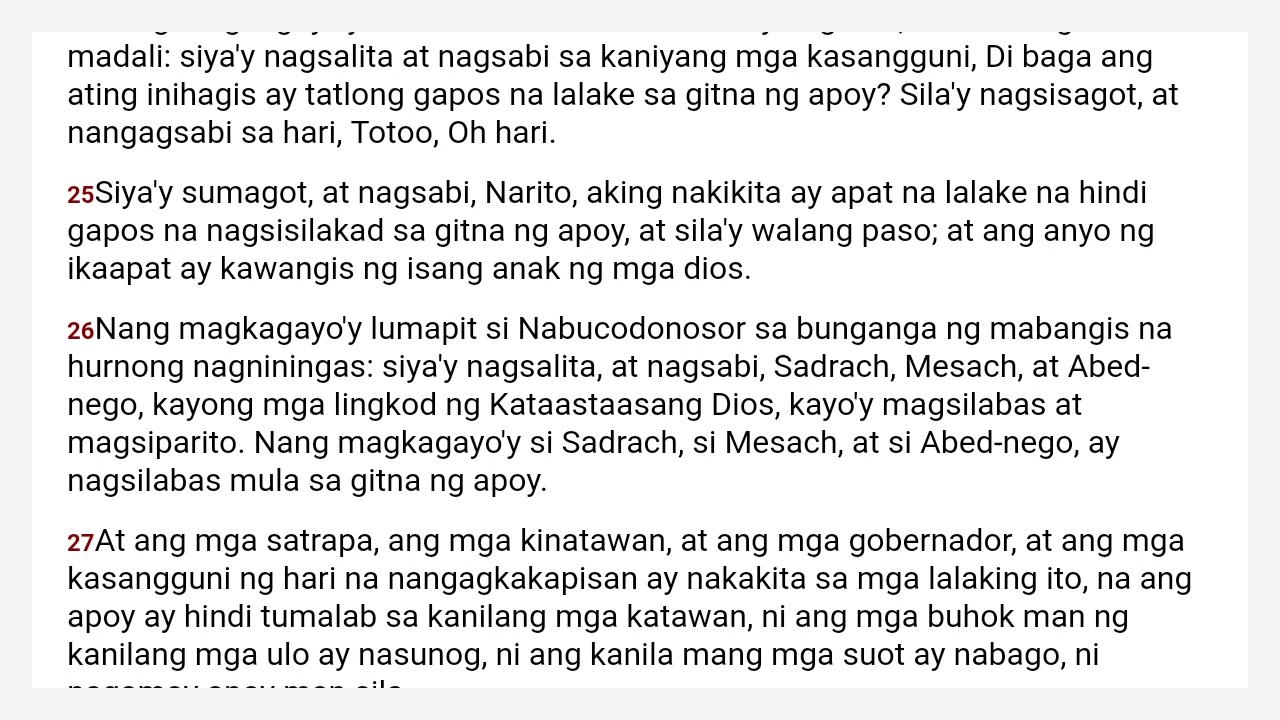 madali: siya'y nagsalita at nagsabi sa kaniyang mga kasangguni, Di baga ang
ating inihagis ay tatlong gapos na lalake sa gitna ng apoy? Sila'y nagsisagot, at
nangagsabi sa hari, Totoo, Oh hari.
25Siya'y sumagot, at nagsabi, Narito, aking nakikita ay apat na lalake na hindi
gapos na nagsisilakad sa gitna ng apoy, at sila'y walang paso; at ang anyo ng
ikaapat ay kawangis ng isang anak ng mga dios.
26Nang magkagayo'y lumapit si Nabucodonosor sa bunganga ng mabangis na
hurnong nagniningas: siya'y nagsalita, at nagsabi, Sadrach, Mesach, at Abed-
nego, kayong mga lingkod ng Kataastaasang Dios, kayo'y magsilabas at
magsiparito. Nang magkagayo'y si Sadrach, si Mesach, at si Abed-nego, ay
nagsilabas mula sa gitna ng apoy.
27At ang mga satrapa, ang mga kinatawan, at ang mga gobernador, at ang mga
kasangguni ng hari na nangagkakapisan ay nakakita sa mga lalaking ito, na ang
apoy ay hindi tumalab sa kanilang mga katawan, ni ang mga buhok man ng
kanilang mga ulo ay nasunog, ni ang kanila mang mga suot ay nabago, ni